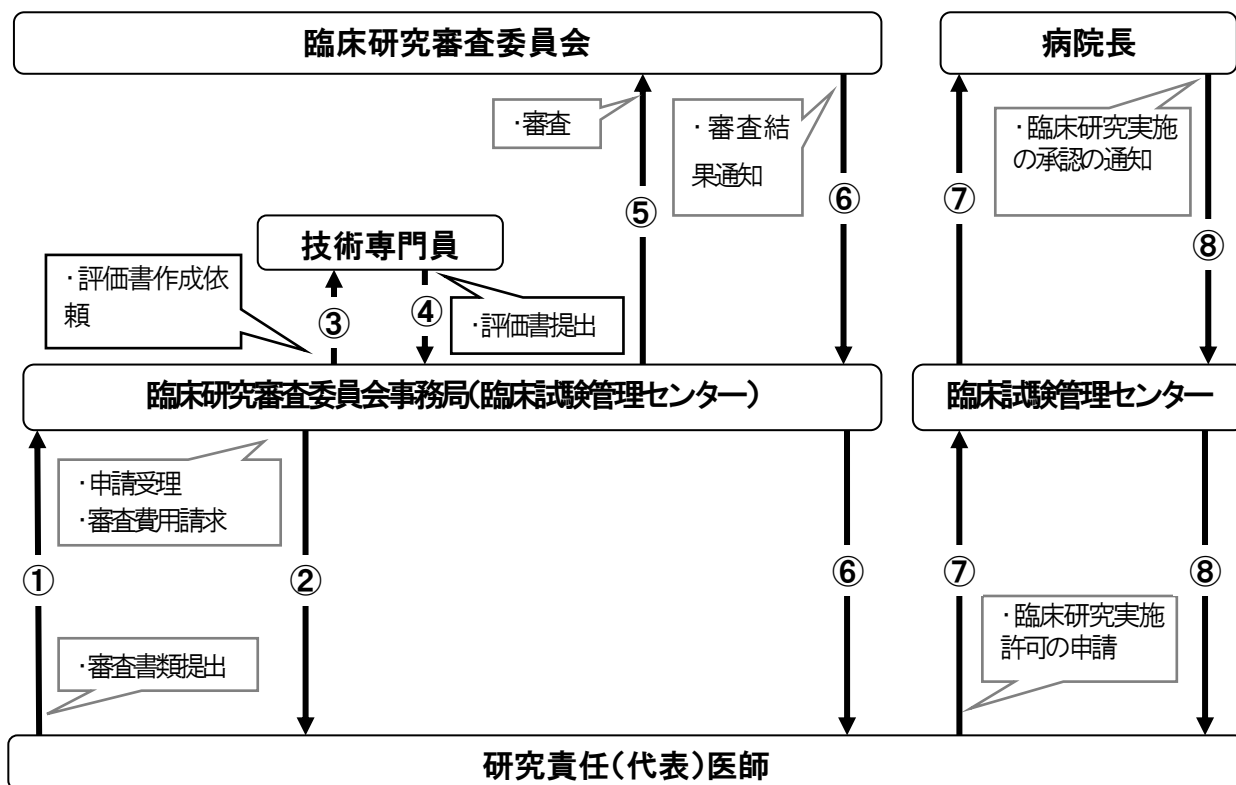 臨床研究審査委員会
病院長
・審査
・審査結
果通知
・臨床研究実施
の承認の通知
⑤
⑥
⑦
⑧
技術専門員
・評価書作成依
頼
③
④
・評価書提出
臨床研究審査委員会事務局(臨床試験管理センター)
臨床試験管理センター
・申請受理
・審査費用請求
①
②
⑥
⑦
⑧
・審査書類提出
・臨床研究実施
許可の申請
研究責任(代表)医師